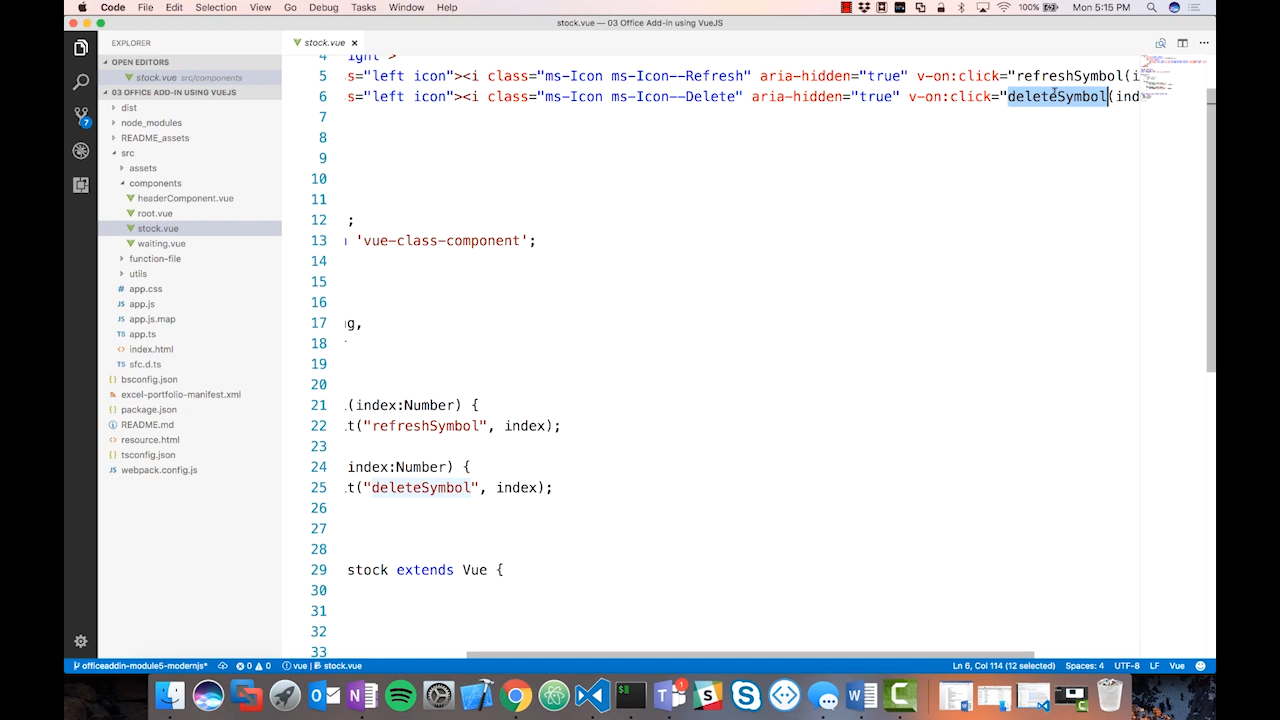 Code File Edit Selection View Go Debug Tasks Window Help 100% Mon 5:15 PM
stock.vue — 03 Office Add-in using VueJS
EXPLORER
OPEN EDITORS
stock.vue src/components
03 OFFICE ADD-IN USING VUEJS
dist
node_modules
README_assets
src
assets
components
headerComponent.vue
root.vue
stock.vue
waiting.vue
function-file
utils
app.css
JS app.js
JS app.js.map
TS app.ts
index.html
TS sfc.d.ts
{} bsconfig.json
excel-portfolio-manifest.xml
{} package.json
README.md
resource.html
{} tsconfig.json
JS webpack.config.js
7
stock.vue
4 ight">
5 s="left icon"><i class="ms-Icon ms-Icon--Refresh" aria-hidden="true" v-on:click="refreshSymbol(i
6 s="left icon"><i class="ms-Icon ms-Icon--Delete" aria-hidden="true" v-on:click="deleteSymbol(ind
7
8
9
10
11
12 ;
13 'vue-class-component';
14
15
16
17 g,
18
19
20
21 (index:Number) {
22 t("refreshSymbol", index);
23
24 index:Number) {
25 t("deleteSymbol", index);
26
27
28
29 stock extends Vue {
30
31
32
33
officeaddin-module5-modernjs* 0 0 vue | stock.vue Ln 6, Col 114 (12 selected) Spaces: 4 UTF-8 LF Vue
1